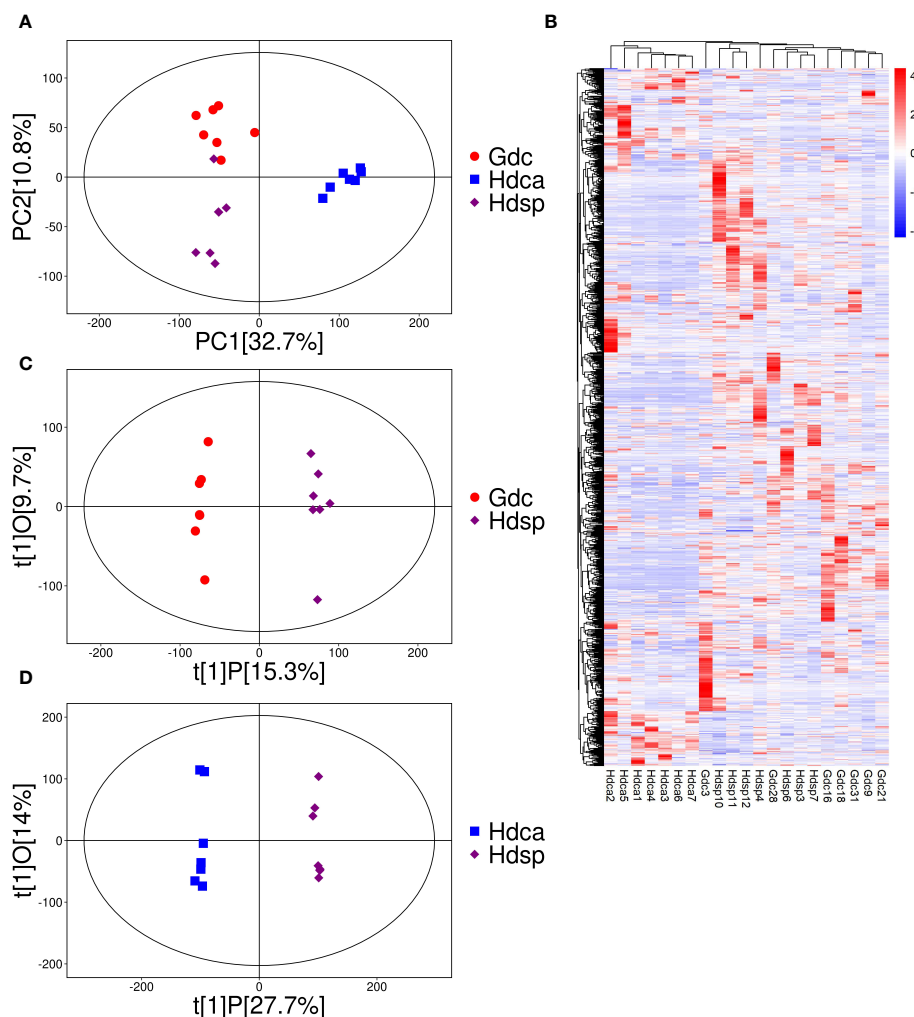 A
PC2[10.8%]
100
50
0
-50
-100
-200
-100
0
100
200
PC1[32.7%]
Gdc
Hdca
Hdsp
B
4
2
0
-
-
Hdca2
Hdca5
Hdca1
Hdca4
Hdca3
Hdca6
Hdca7
Gdc3
Hdsp10
Hdsp11
Hdsp12
Hdsp4
Gdc28
Hdsp6
Hdsp3
Hdsp7
Gdc16
Gdc18
Gdc31
Gdc9
Gdc21
C
t[1]O[9.7%]
100
0
-100
-200
-100
0
100
200
t[1]P[15.3%]
Gdc
Hdsp
D
t[1]O[14%]
200
100
0
-100
-200
-200
0
200
t[1]P[27.7%]
Hdca
Hdsp